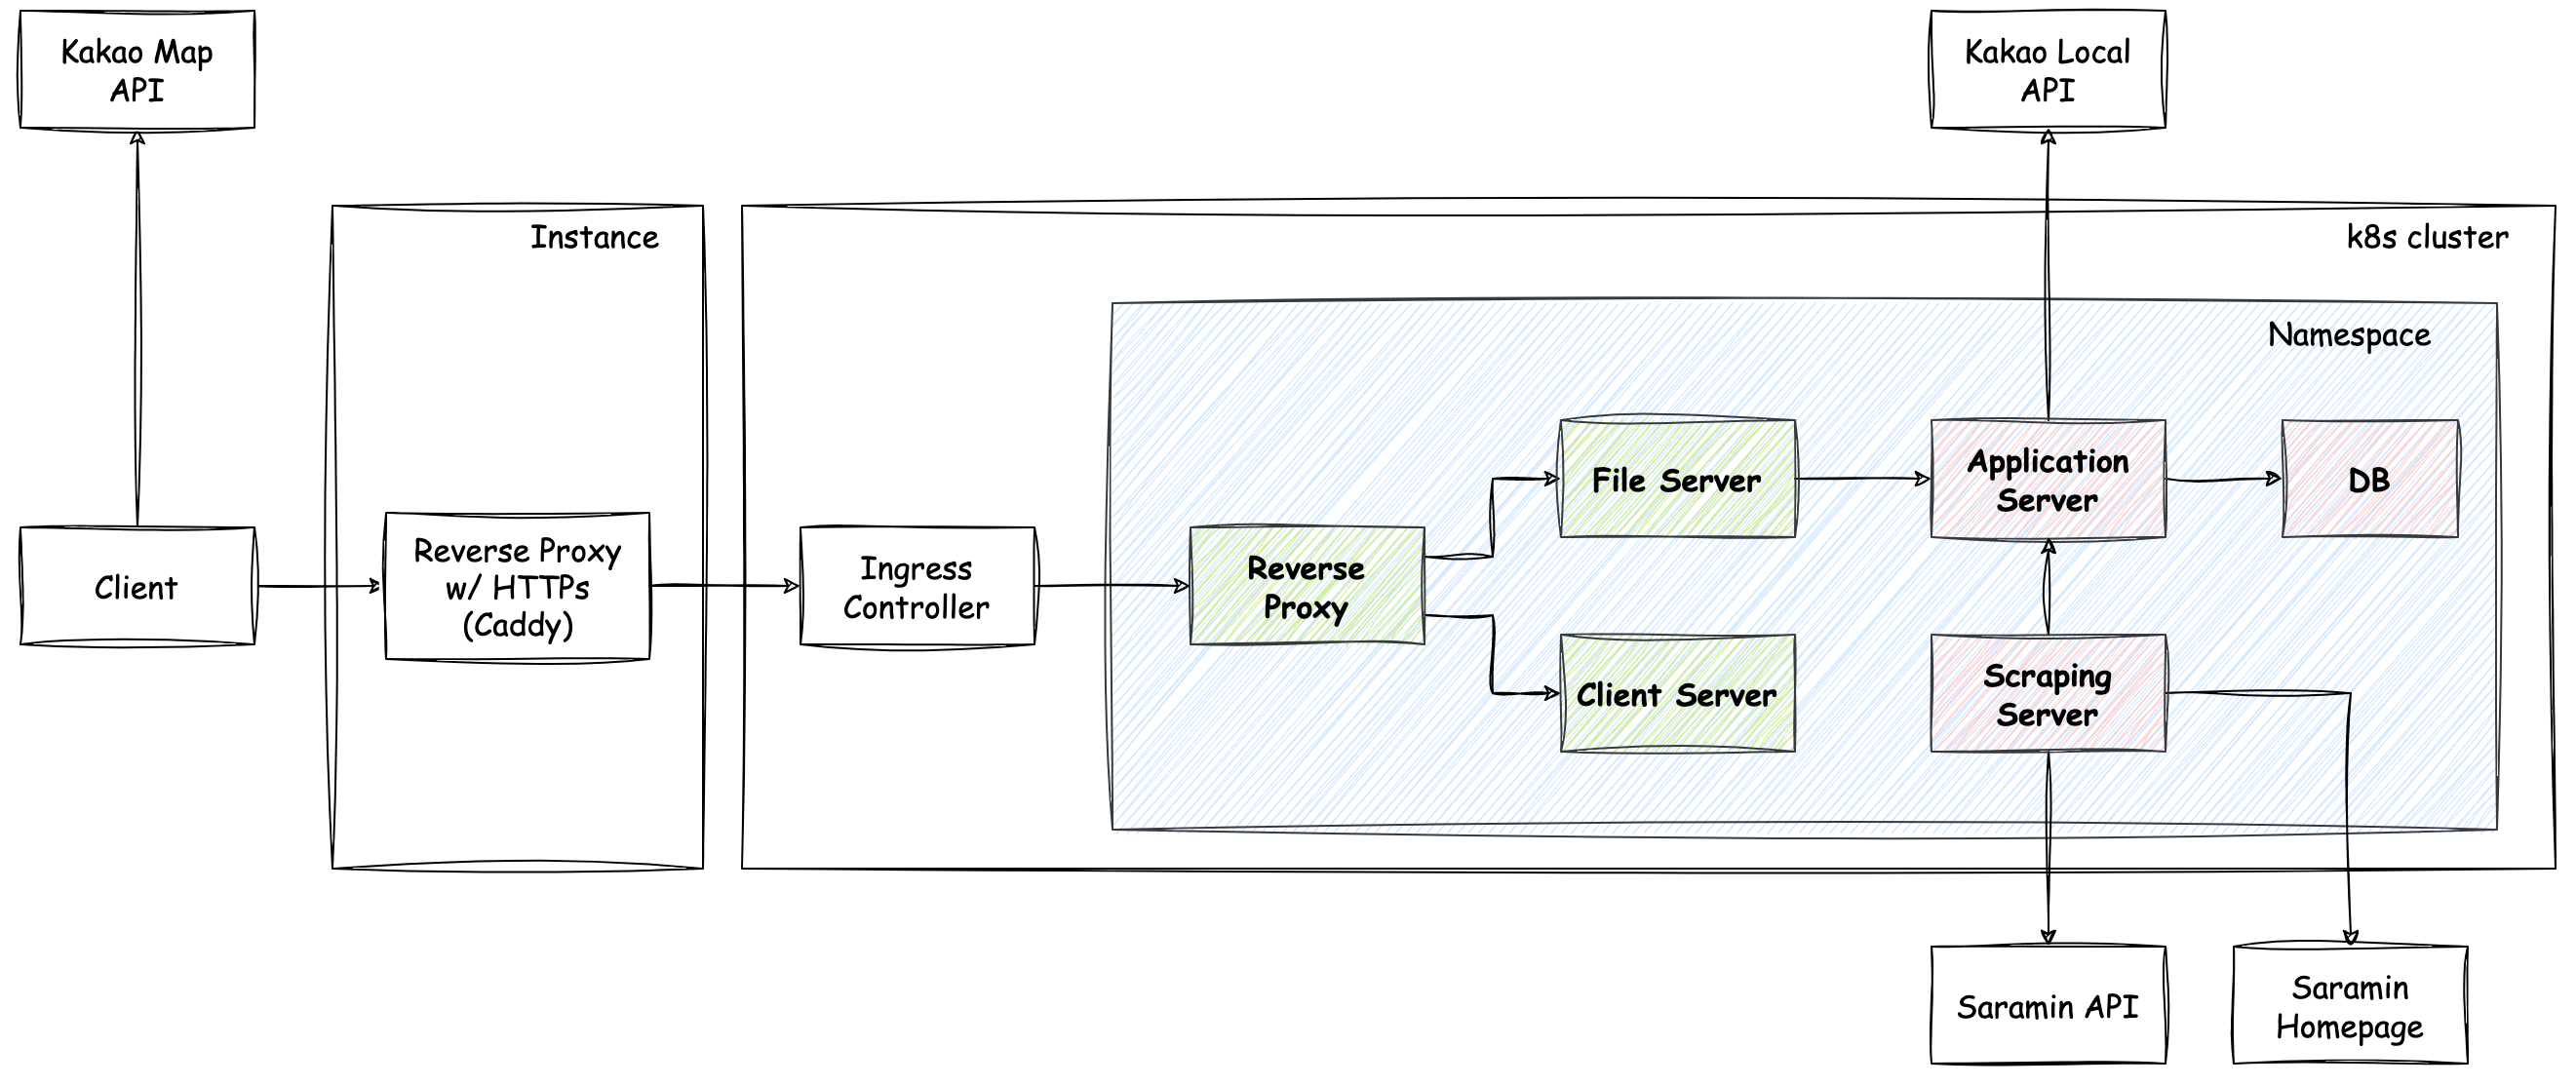 Kakao Map
API
Kakao Local
API
Instance
k8s cluster
Namespace
Client
Reverse Proxy
w/ HTTPs
(Caddy)
Ingress
Controller
Reverse
Proxy
File Server
Client Server
Application
Server
DB
Scraping
Server
Saramin API
Saramin
Homepage